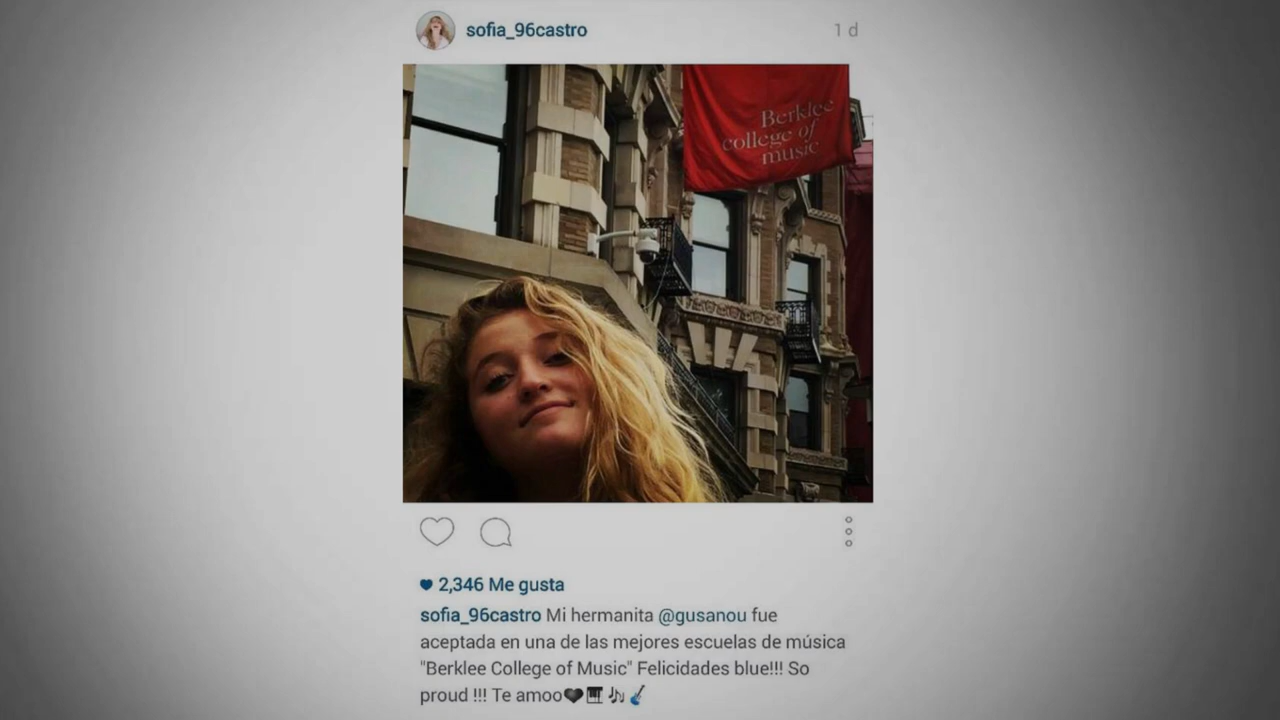 sofia_96castro
1 d
Berklee
college of
music
2,346 Me gusta
sofia_96castro Mi hermanita @gusanou fue
aceptada en una de las mejores escuelas de música
"Berklee College of Music" Felicidades blue!!! So
proud !!! Te amoo🖤🎹🎶🎸